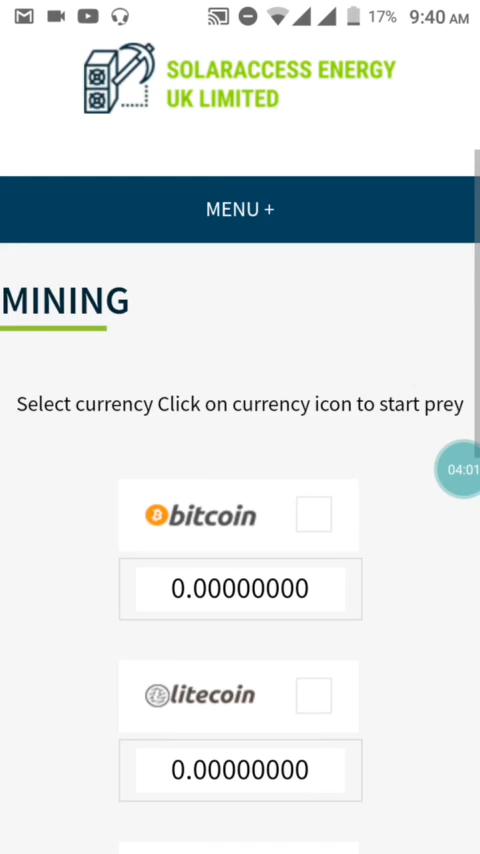 17% 9:40 AM
SOLARACCESS ENERGY
UK LIMITED
MENU +
MINING
Select currency Click on currency icon to start prey
04:01
bitcoin
0.00000000
litecoin
0.00000000